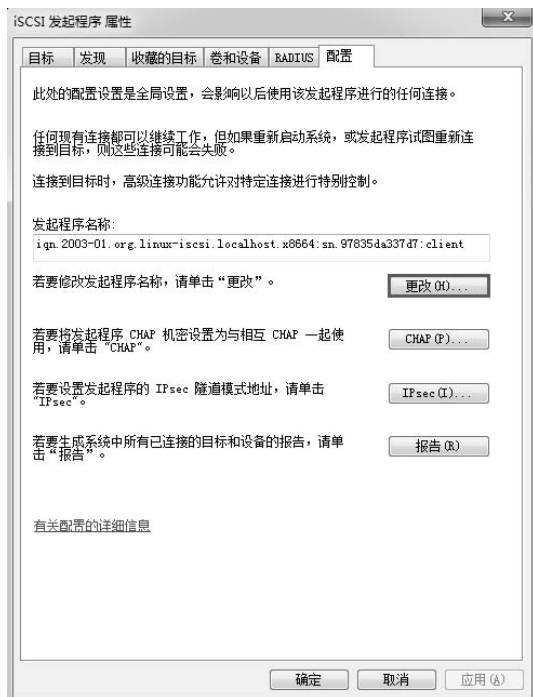 iSCSI 发起程序 属性
目标 发现 收藏的目标 卷和设备 RADIUS 配置
此处的配置设置是全局设置，会影响以后使用该发起程序进行的任何连接。
任何现有连接都可以继续工作，但如果重新启动系统，或发起程序试图重新连
接到目标，则这些连接可能会失败。
连接到目标时，高级连接功能允许对特定连接进行特别控制。
发起程序名称:
iqn.2003-01.org.linux-iscsi.localhost.x8664:sn.97835da337d7:client
若要修改发起程序名称，请单击“更改”。
更改(H)...
若要将发起程序 CHAP 机密设置为与相互 CHAP 一起使
用，请单击 "CHAP"。
CHAP(P)...
若要设置发起程序的 IPsec 隧道模式地址，请单击
"IPsec"。
IPsec(I)...
若要生成系统中所有已连接的目标和设备的报告，请单
击“报告”。
报告(R)
有关配置的详细信息
确定 取消 应用(A)